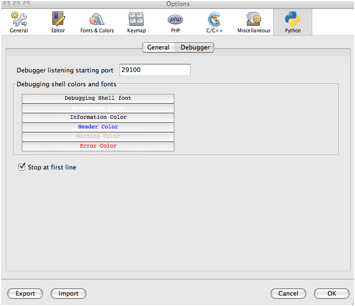 Options
General Editor Fonts & Colors Keymap PHP C/C++ Miscellaneous Python
General Debugger
Debugger listening starting port 29100
Debugging shell colors and fonts
Debugging Shell font
Information Color
Header Color
Warning Color
Error Color
Stop at first line
Export Import Cancel OK